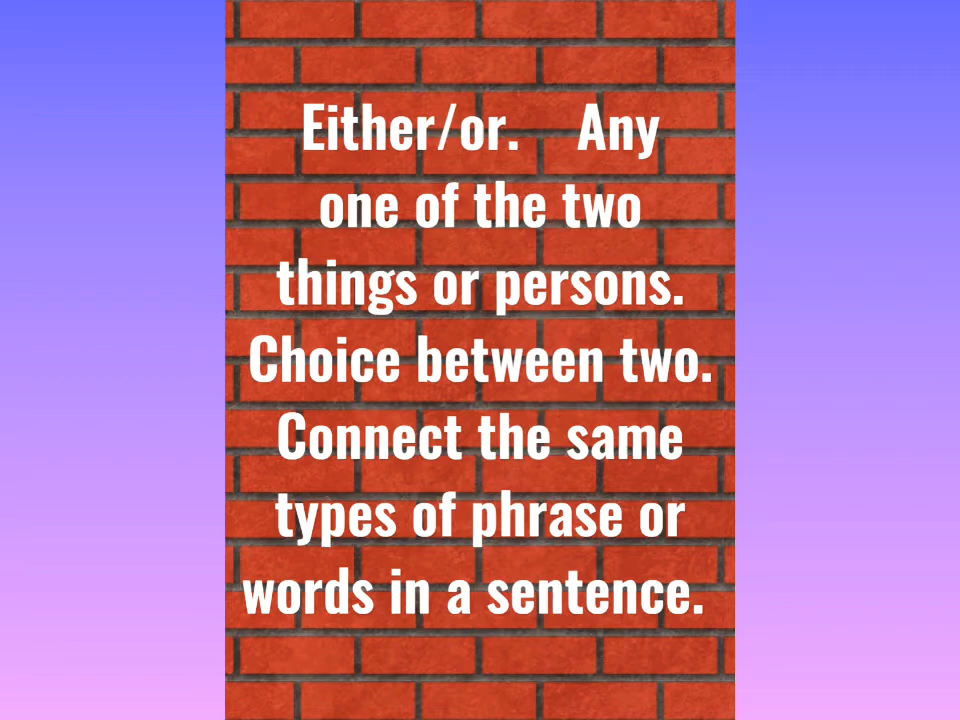 Either/or. Any
one of the two
things or persons.
Choice between two.
Connect the same
types of phrase or
words in a sentence.